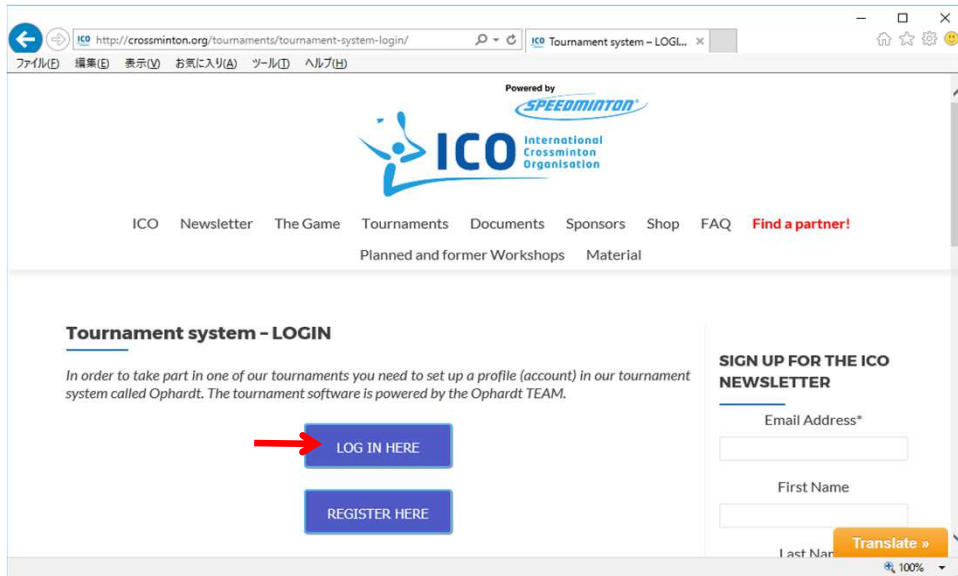 ICO http://crossminton.org/tournaments/tournament-system-login/
ICO Tournament system – LOGI...
ファイル(F) 編集(E) 表示(V) お気に入り(A) ツール(T) ヘルプ(H)
Powered by
SPEEDMINTON
ICO International
Crossminton
Organisation
ICO Newsletter The Game Tournaments Documents Sponsors Shop FAQ Find a partner!
Planned and former Workshops Material
Tournament system – LOGIN
In order to take part in one of our tournaments you need to set up a profile (account) in our tournament
system called Ophardt. The tournament software is powered by the Ophardt TEAM.
LOG IN HERE
REGISTER HERE
SIGN UP FOR THE ICO
NEWSLETTER
Email Address*
First Name
Last Nam
Translate »
100%